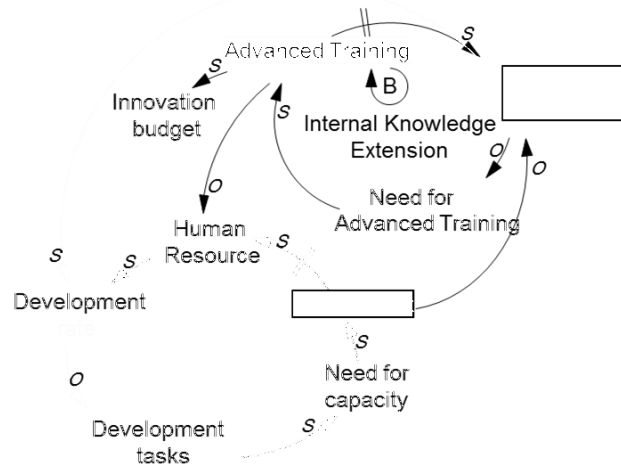 S
Advanced Training
S
Innovation
budget
S
B
Internal Knowledge
Extension
O
O
O
Need for
Advanced Training
Human
Resource
S
S
S
Development
rate
S
Need for
capacity
O
S
Development
tasks